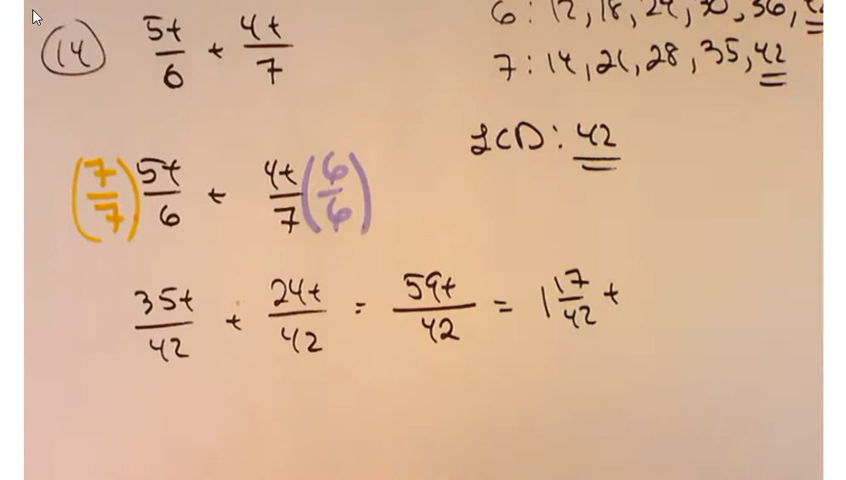 6 : 12, 18, 24, 30, 36, 42
14 5t/6 + 4t/7
7 : 14, 21, 28, 35, 42
LCD : 42
(7/7) 5t/6 + 4t/7 (6/6)
35t/42 + 24t/42 = 59t/42 = 1 17/42 t